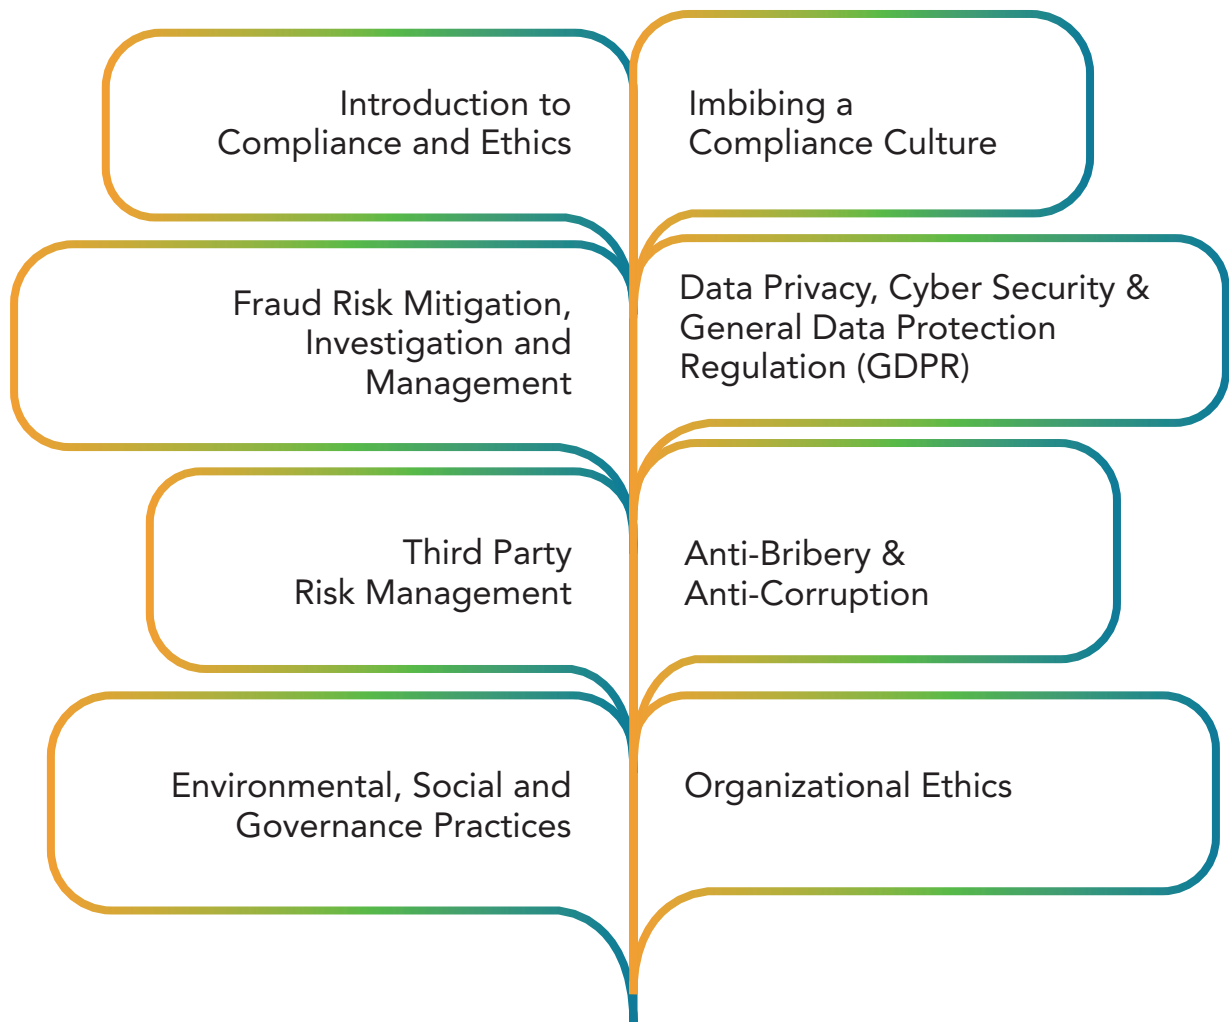 Introduction to
Compliance and Ethics
Imbibing a
Compliance Culture
Fraud Risk Mitigation,
Investigation and
Management
Data Privacy, Cyber Security &
General Data Protection
Regulation (GDPR)
Third Party
Risk Management
Anti-Bribery &
Anti-Corruption
Environmental, Social and
Governance Practices
Organizational Ethics